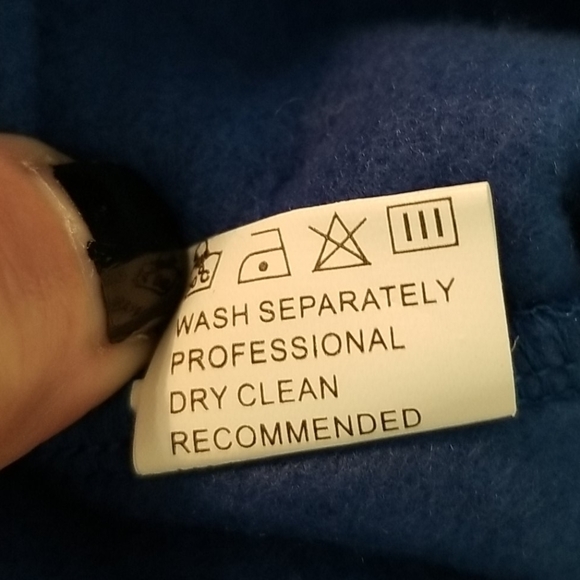 WASH SEPARATELY
PROFESSIONAL
DRY CLEAN
RECOMMENDED